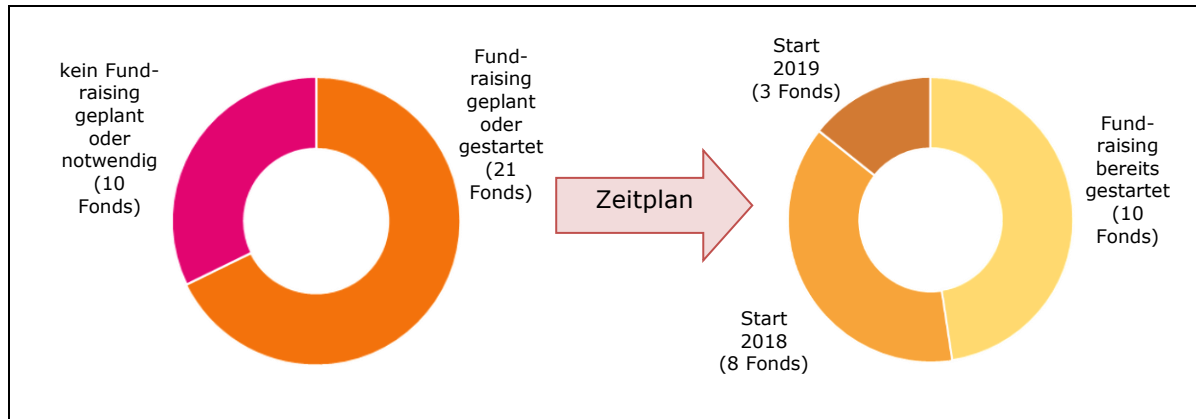 kein Fund-
raising
geplant
oder
notwendig
(10
Fonds)
Fund-
raising
geplant
oder
gestartet
(21
Fonds)
Zeitplan
Start
2019
(3 Fonds)
Start
2018
(8 Fonds)
Fund-
raising
bereits
gestartet
(10
Fonds)